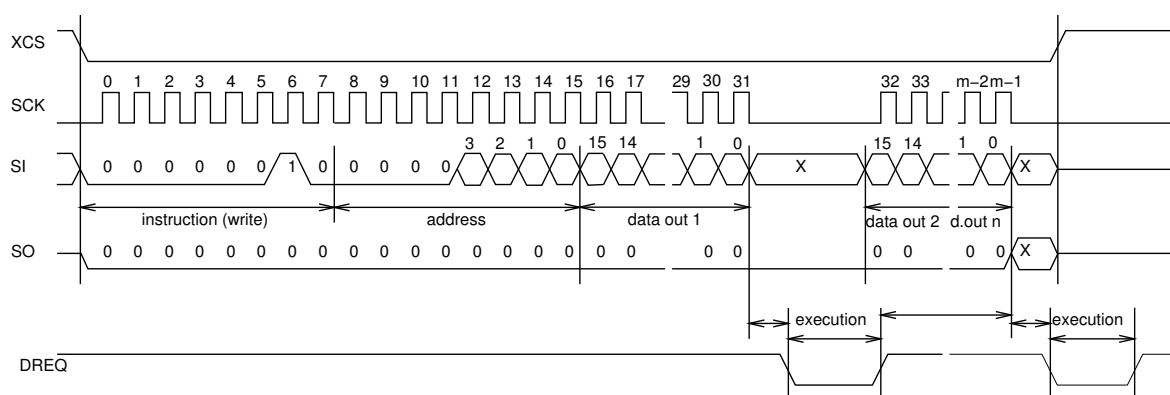 XCS
0 1 2 3 4 5 6 7 8 9 10 11 12 13 14 15 16 17 29 30 31 32 33 m-2 m-1
SCK
3 2 1 0 15 14 1 0 15 14 1 0
SI 0 0 0 0 0 0 1 0 0 0 0 0 X X
instruction (write) address data out 1 data out 2 d.out n
SO 0 0 0 0 0 0 0 0 0 0 0 0 0 0 0 0 0 0 0 0 0 0 0 0 X
execution execution
DREQ